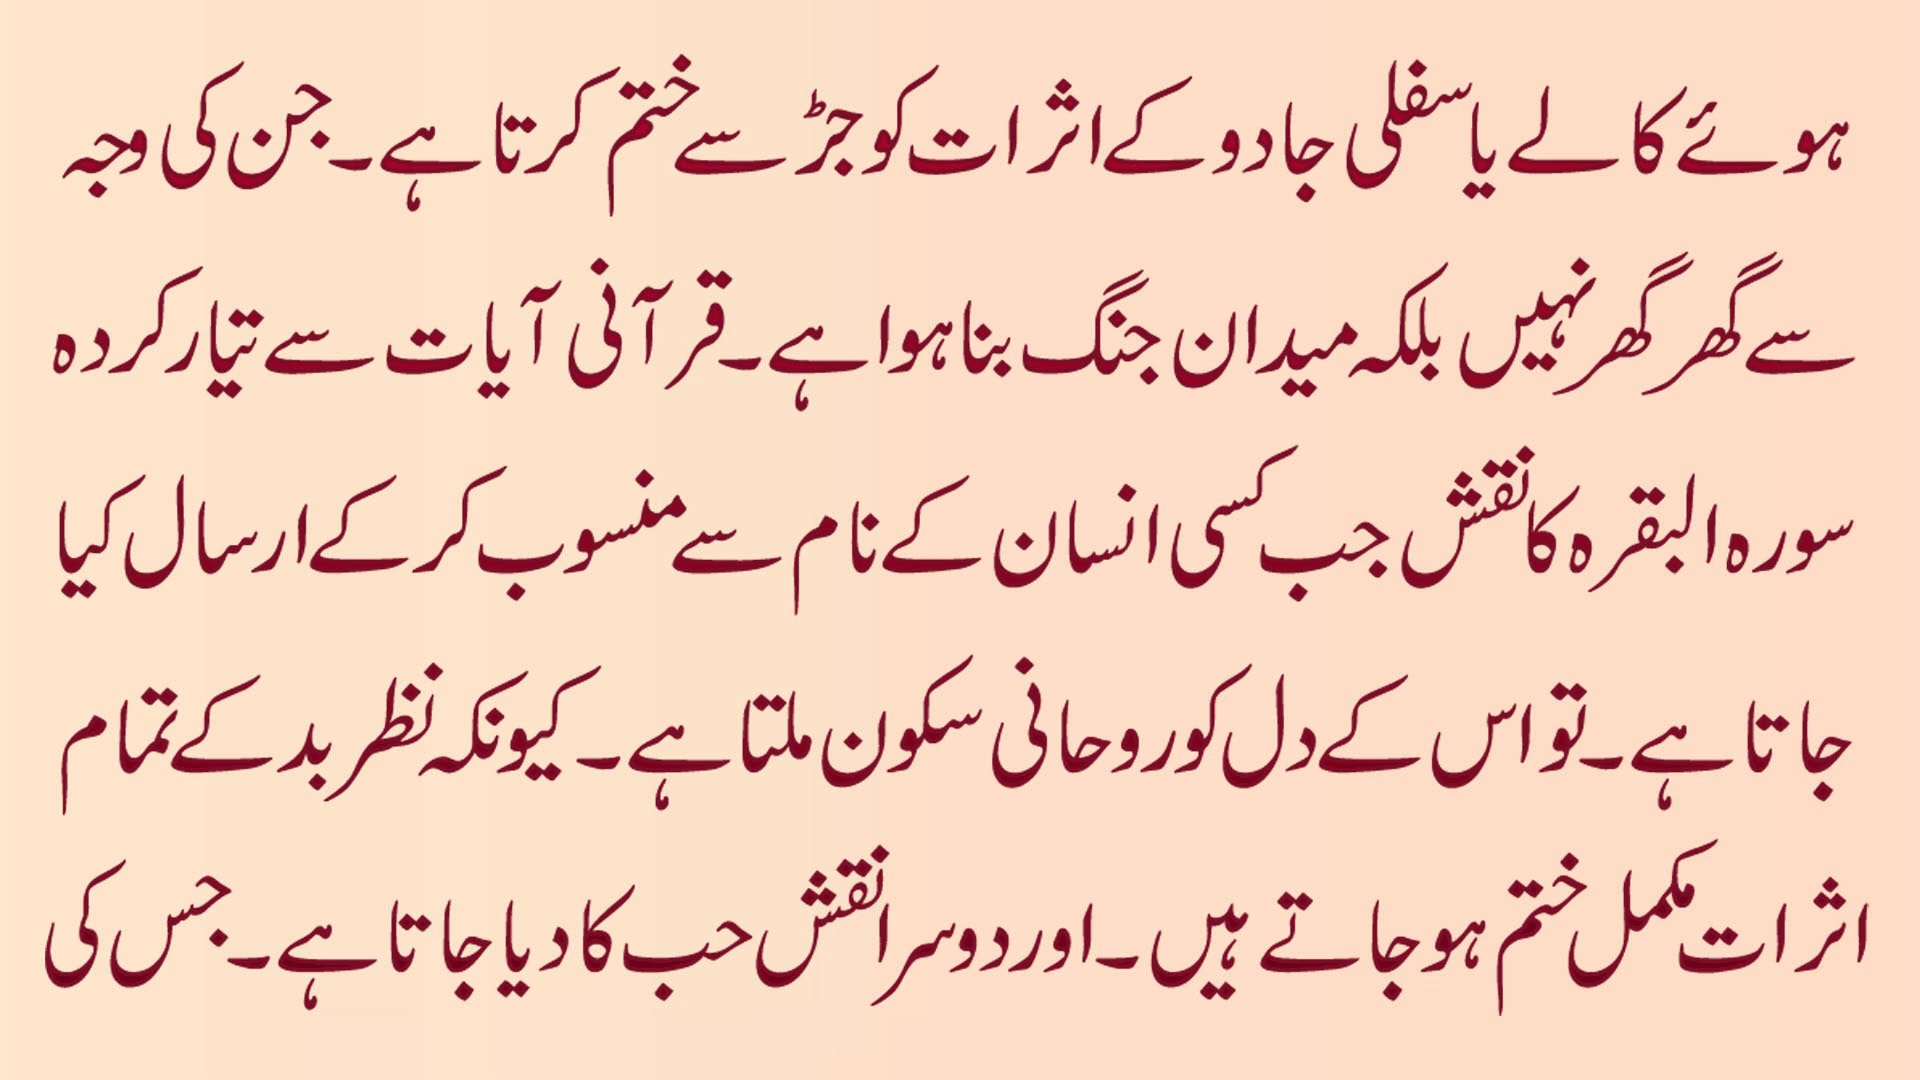 ہوئے کالے یا سفلی جادو کے اثرات کو جڑ سے ختم کرتا ہے۔ جن کی وجہ
سے گھر گھر نہیں بلکہ میدان جنگ بنا ہوا ہے۔ قرآنی آیات سے تیار کردہ
سورہ البقرہ کا نقش جب کسی انسان کے نام سے منسوب کر کے ارسال کیا
جاتا ہے۔ تو اس کے دل کو روحانی سکون ملتا ہے۔ کیونکہ نظر بد کے تمام
اثرات مکمل ختم ہو جاتے ہیں۔ اور دوسرا نقش حب کا دیا جاتا ہے۔ جس کی